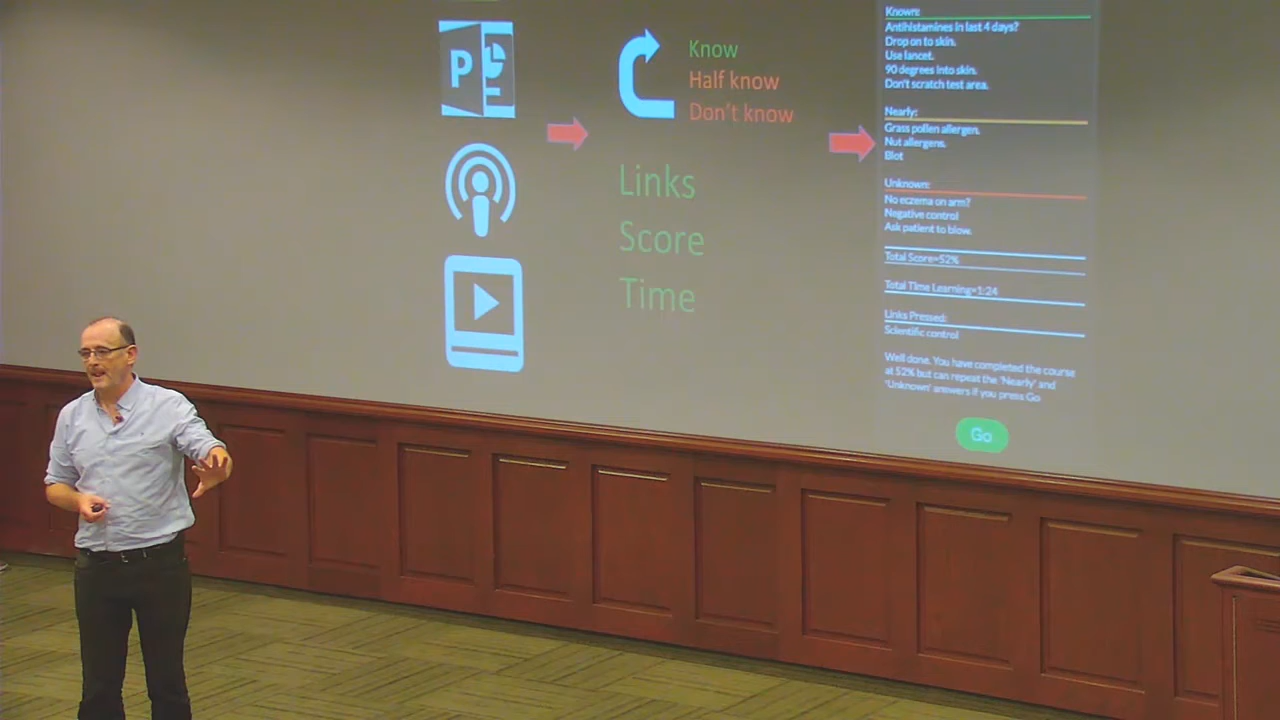 P
Know
Half know
Don't know
Links
Score
Time
Known:
Antihistamines in last 4 days?
Drop on to skin.
Use lancet.
90 degrees into skin.
Don't scratch test area.
Nearly:
Grass pollen allergen.
Nut allergens.
Blot
Unknown:
No eczema on arm?
Negative control
Ask patient to blow.
Total Score=52%
Total Time Learning=1:24
Links Pressed:
Scientific control
Well done. You have completed the course
at 52% but can repeat the 'Nearly' and
'Unknown' answers if you press Go
Go